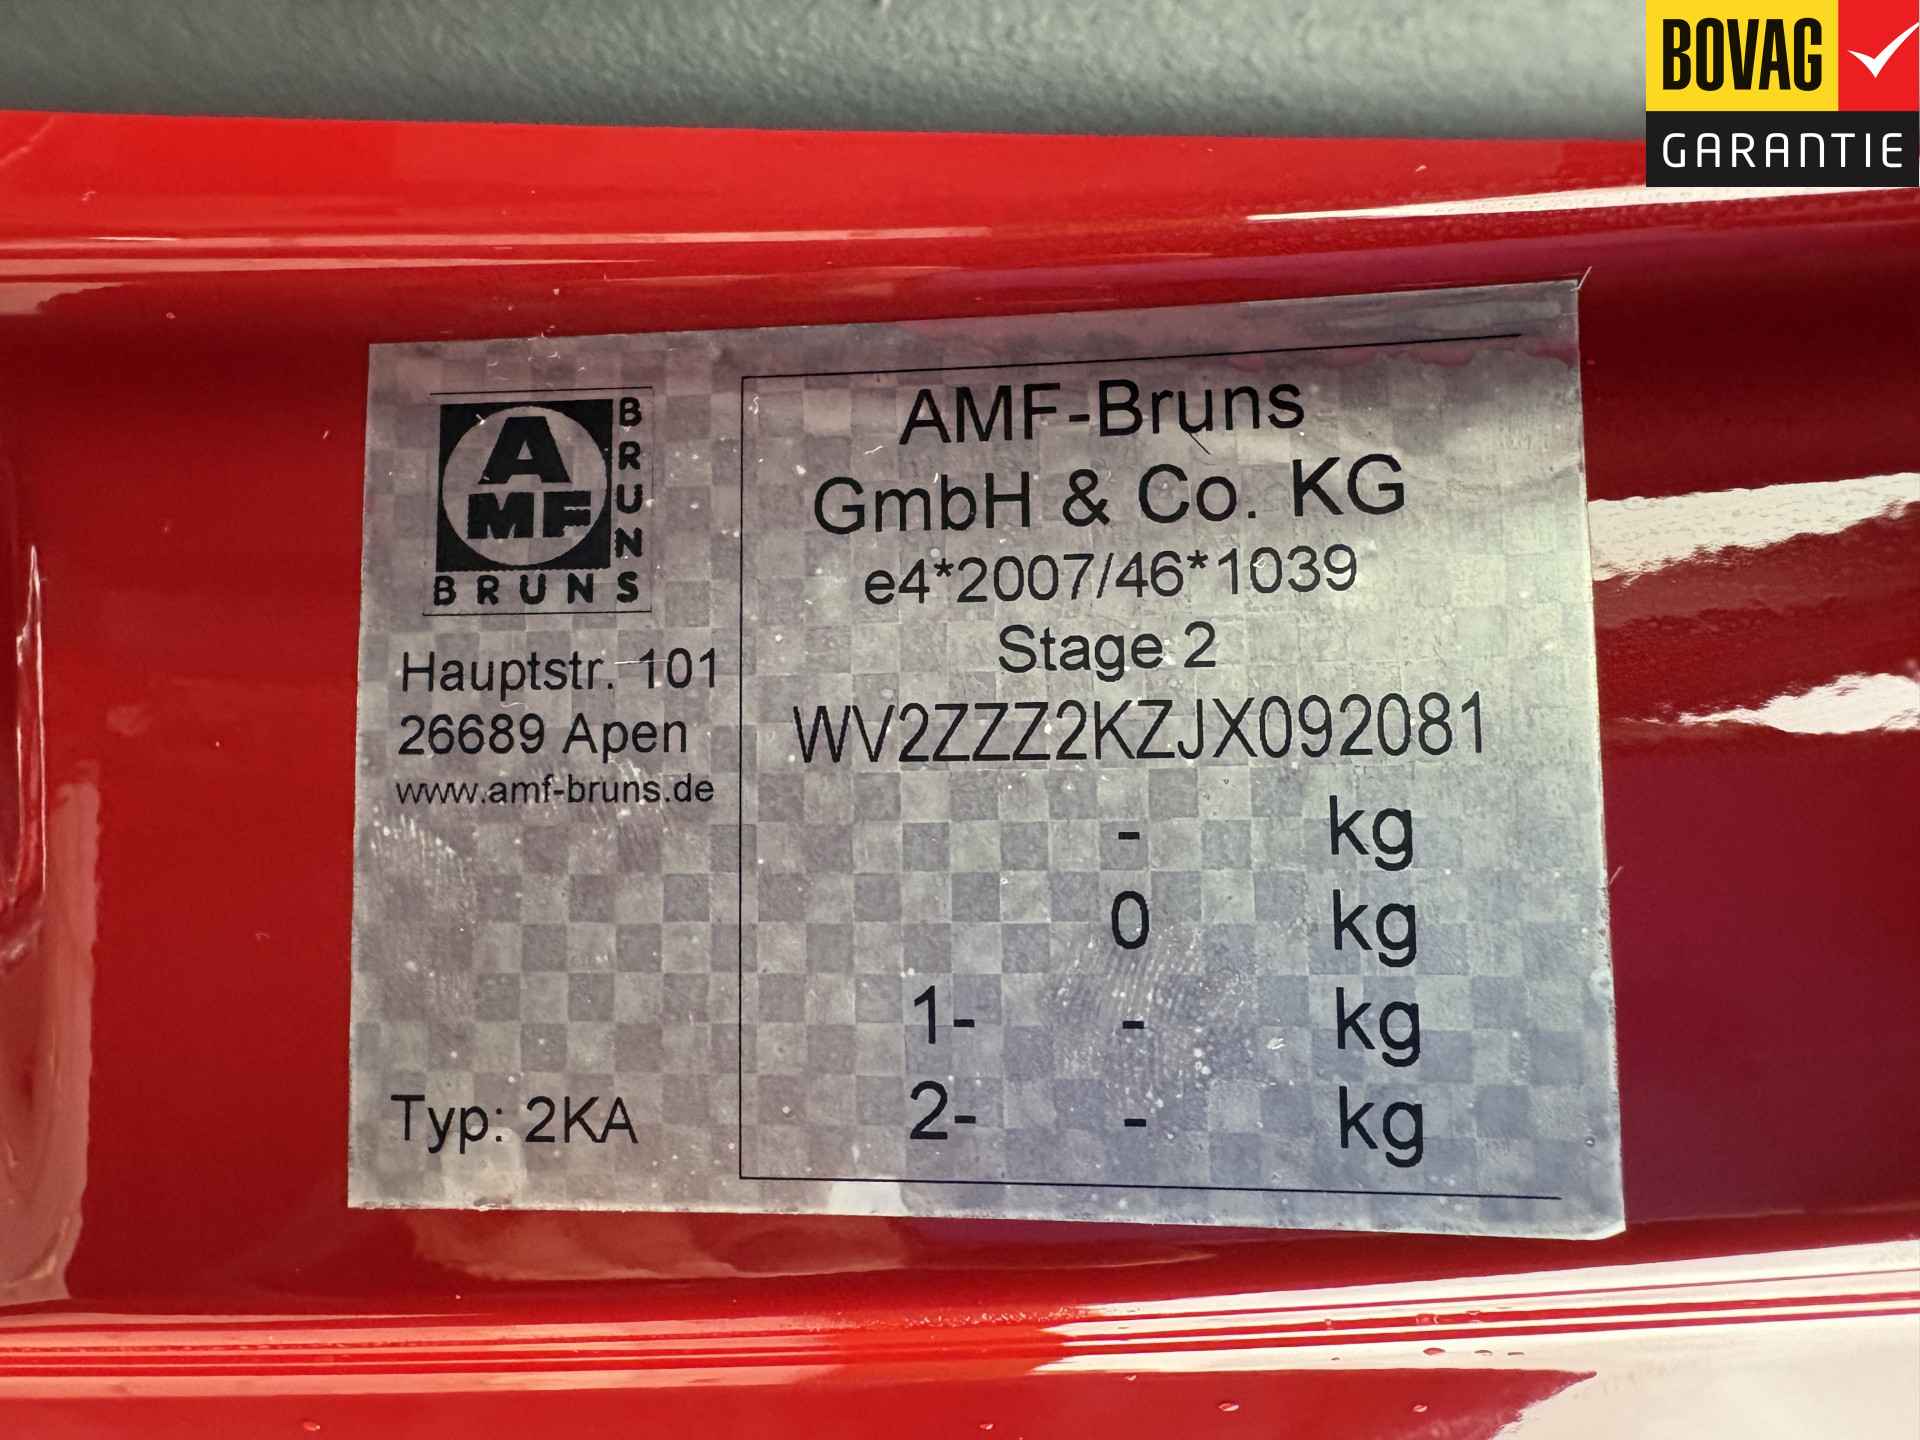 BOVAG
GARANTIE
A
MF
BRUNS
BRUNS
Hauptstr. 101
26689 Apen
www.amf-bruns.de
Typ: 2KA
AMF-Bruns
GmbH & Co. KG
e4*2007/46*1039
Stage 2
WV2ZZZ2KZJX092081
- kg
0 kg
1- - kg
2- - kg